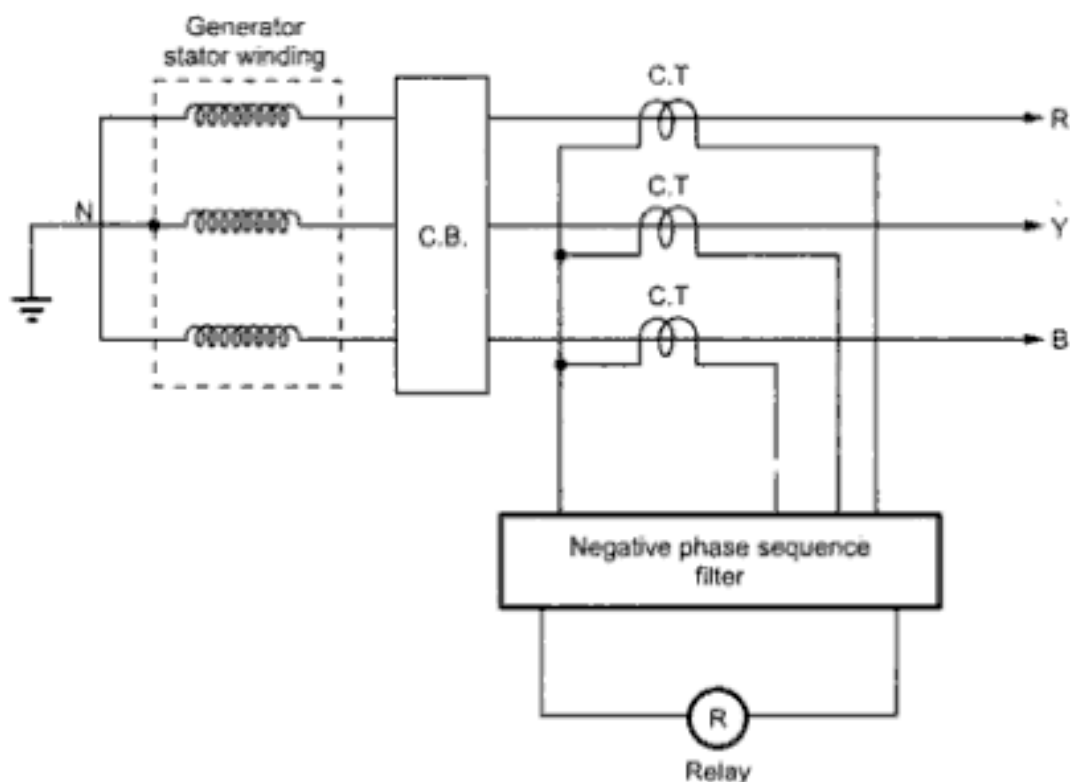 Generator
stator winding
C.T
R
C.T
N
C.B.
Y
C.T
B
Negative phase sequence
filter
R
Relay